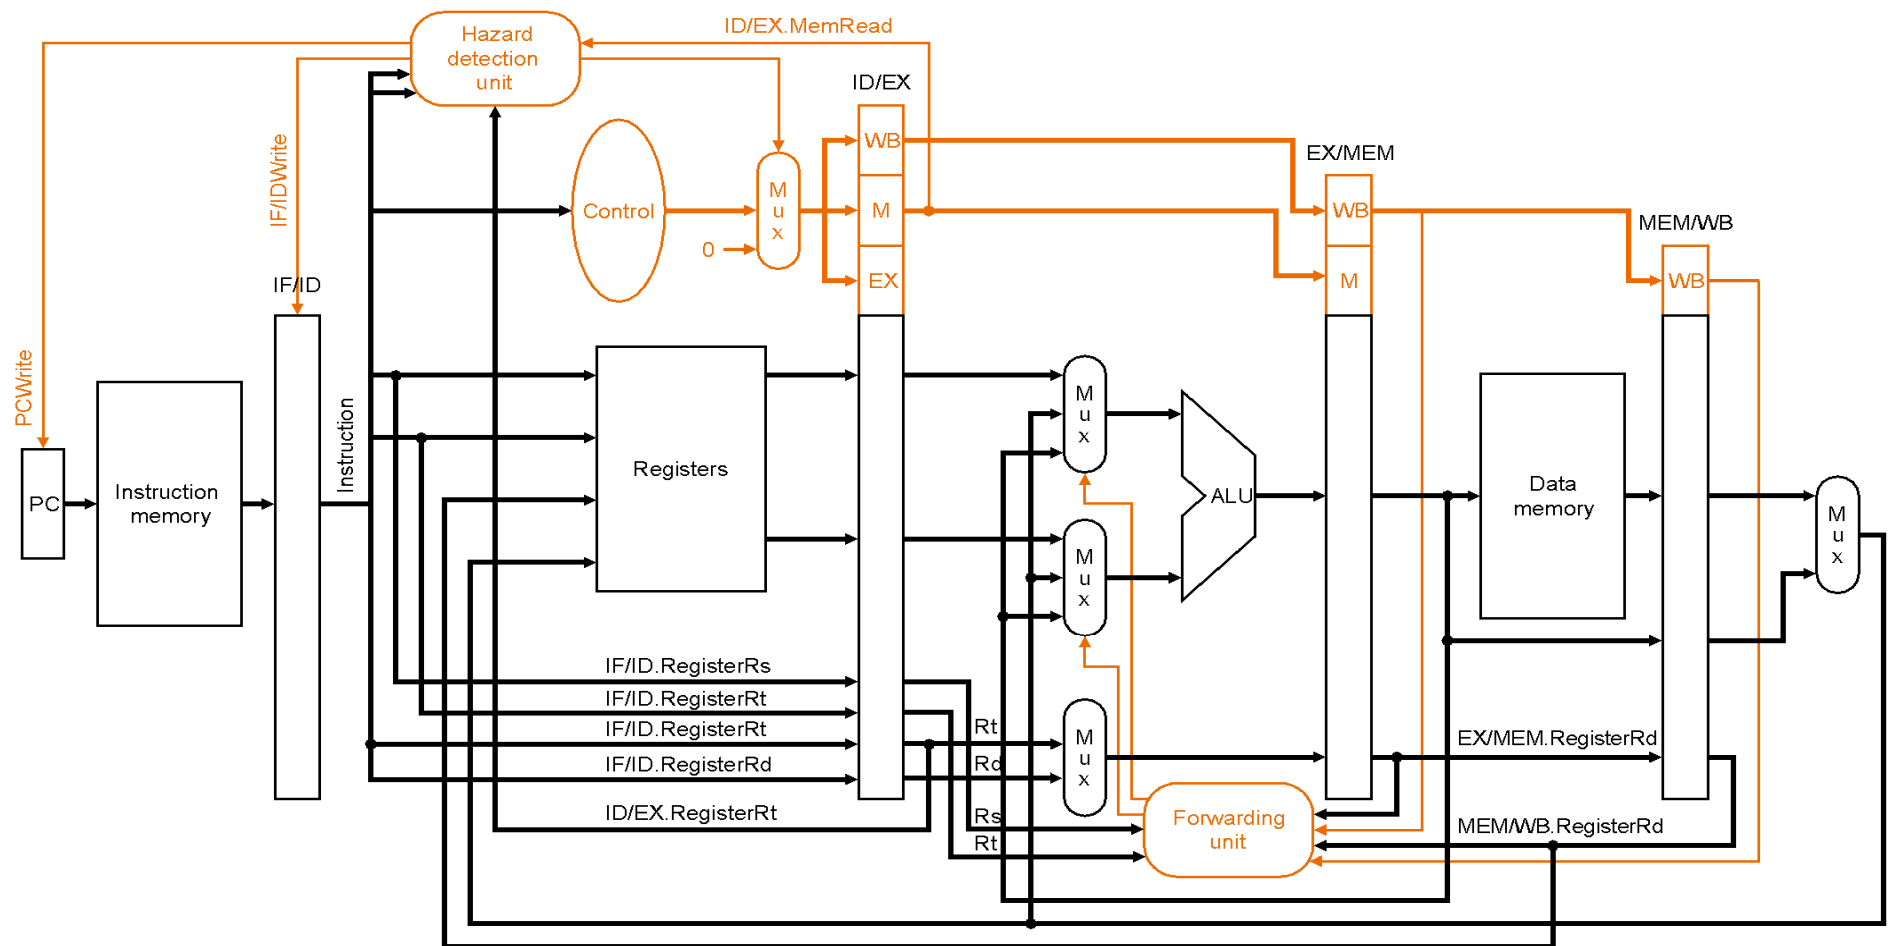 Hazard
detection
unit
ID/EX.MemRead
ID/EX
IF/IDWrite
PCWrite
Control
0
M
u
x
WB
M
EX
EX/MEM
WB
M
MEM/WB
WB
IF/ID
PC
Instruction
memory
Instruction
Registers
M
u
x
M
u
x
ALU
Data
memory
M
u
x
IF/ID.RegisterRs
IF/ID.RegisterRt
IF/ID.RegisterRt
IF/ID.RegisterRd
ID/EX.RegisterRt
Rt
Rd
Rs
Rt
M
u
x
Forwarding
unit
EX/MEM.RegisterRd
MEM/WB.RegisterRd